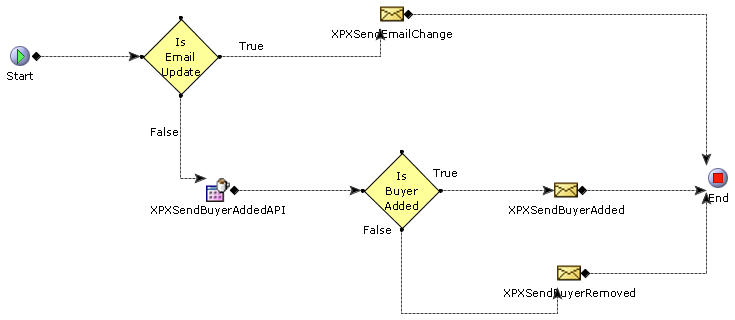 Start
Is
Email
Update
True
XPXSendEmailChange
False
XPXSendBuyerAddedAPI
Is
Buyer
Added
True
XPXSendBuyerAdded
End
False
XPXSendBuyerRemoved